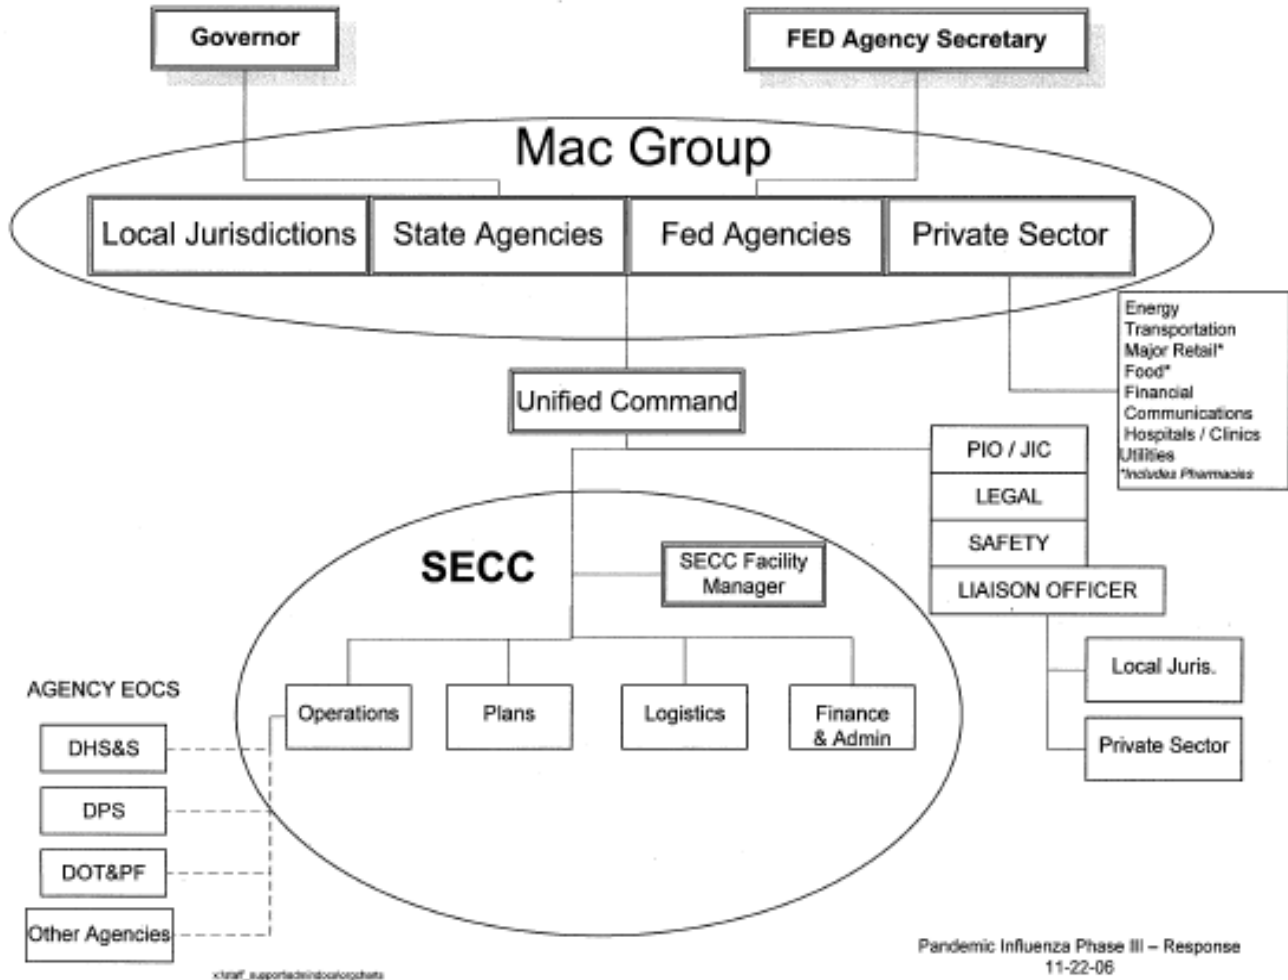 Governor
FED Agency Secretary
Mac Group
Local Jurisdictions
State Agencies
Fed Agencies
Private Sector
Energy
Transportation
Major Retail*
Food*
Financial
Communications
Hospitals / Clinics
Utilities
*Includes Pharmacies
Unified Command
PIO / JIC
LEGAL
SAFETY
LIAISON OFFICER
Local Juris.
Private Sector
SECC
SECC Facility
Manager
Operations
Plans
Logistics
Finance
& Admin
AGENCY EOCS
DHS&S
DPS
DOT&PF
Other Agencies
Pandemic Influenza Phase III – Response
11-22-06